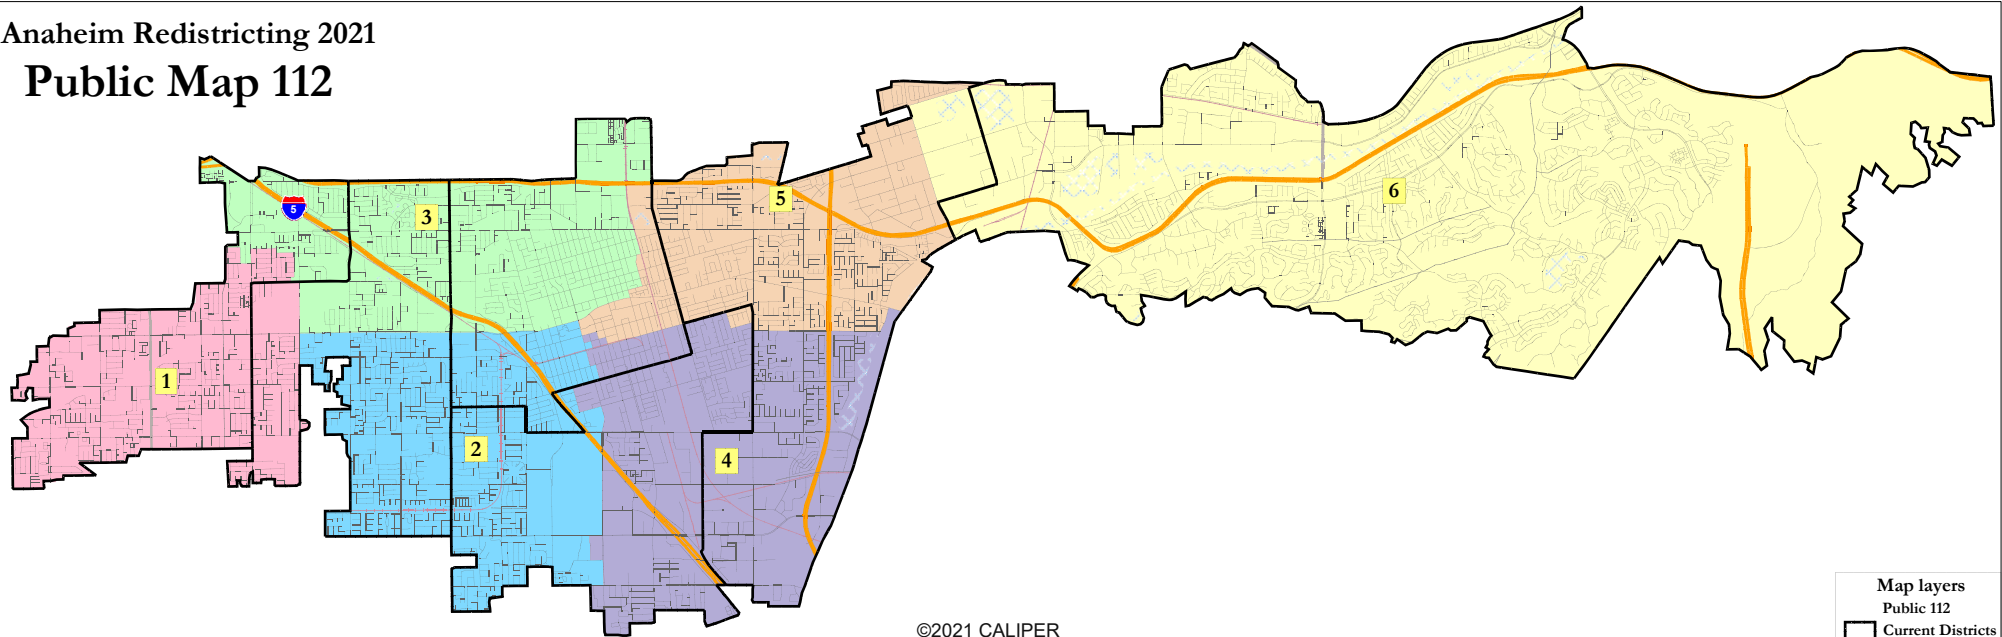 Anaheim Redistricting 2021
Public Map 112
5
3
5
6
1
2
4
Map layers
Public 112
Current Districts
©2021 CALIPER